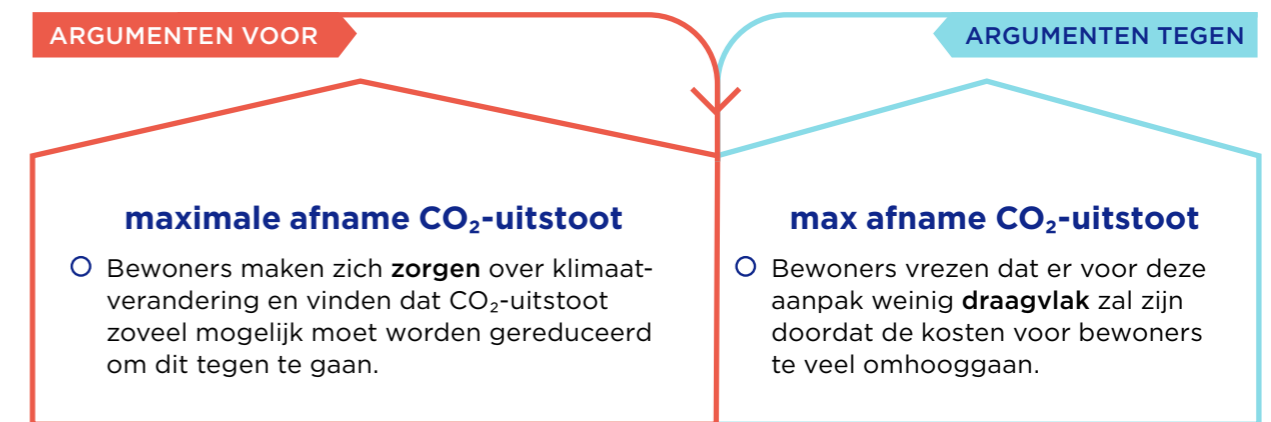 ARGUMENTEN VOOR
maximale afname CO₂-uitstoot
Bewoners maken zich zorgen over klimaat-
verandering en vinden dat CO₂-uitstoot
zoveel mogelijk moet worden gereduceerd
om dit tegen te gaan.
ARGUMENTEN TEGEN
max afname CO₂-uitstoot
Bewoners vrezen dat er voor deze
aanpak weinig draagvlak zal zijn
doordat de kosten voor bewoners
te veel omhooggaan.